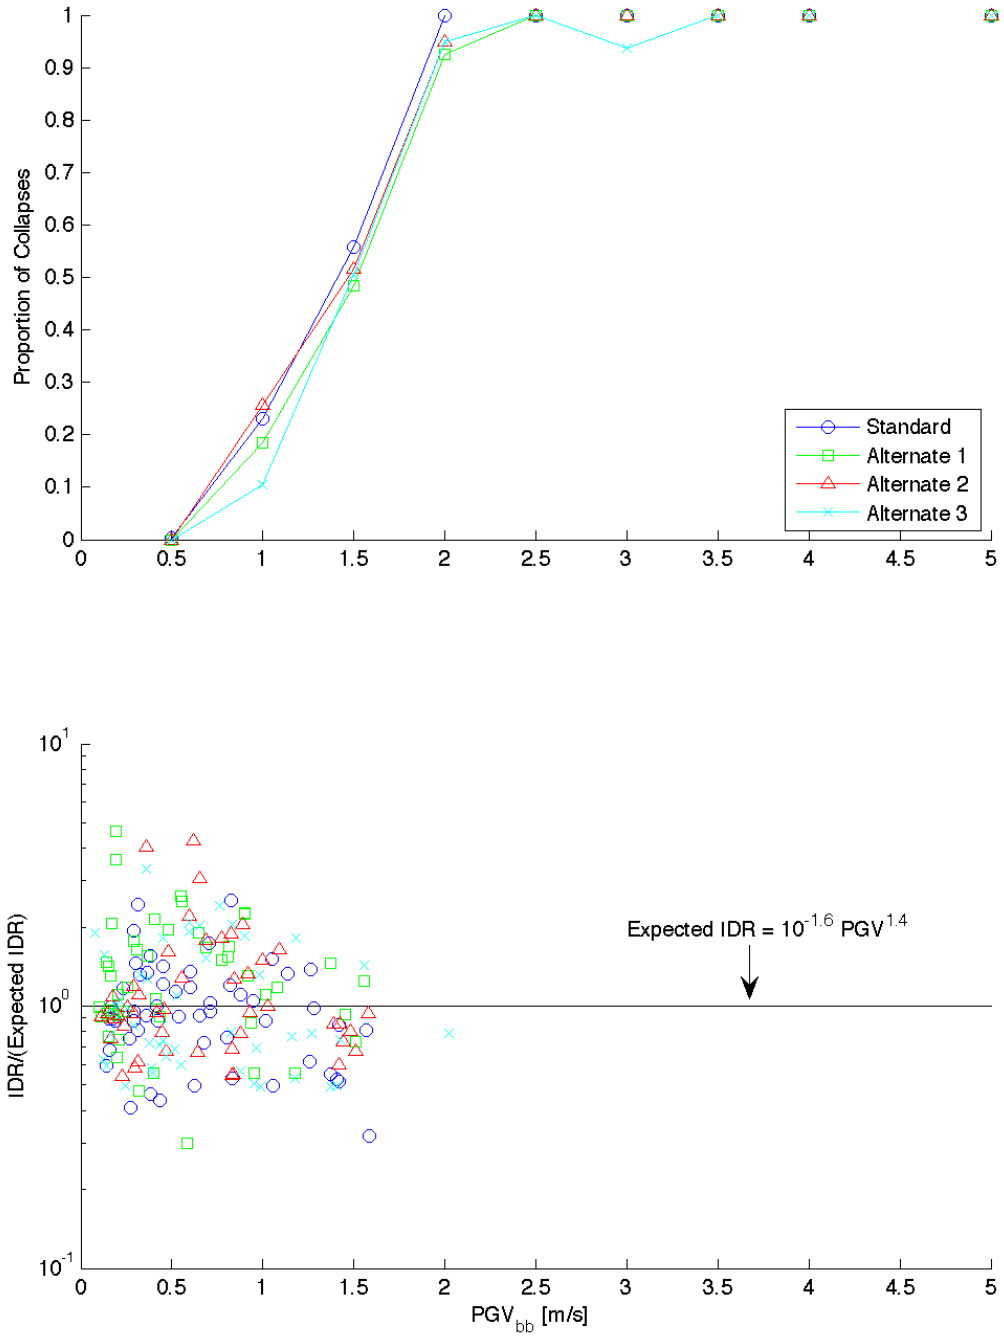 1
0.9
0.8
0.7
0.6
0.5
0.4
0.3
0.2
0.1
0
Proportion of Collapses
Standard
Alternate 1
Alternate 2
Alternate 3
0 0.5 1 1.5 2 2.5 3 3.5 4 4.5 5
10^1
10^0
10^-1
IDR/(Expected IDR)
Expected IDR = 10^-1.6 PGV^1.4
0 0.5 1 1.5 2 2.5 3 3.5 4 4.5 5
PGV_bb [m/s]